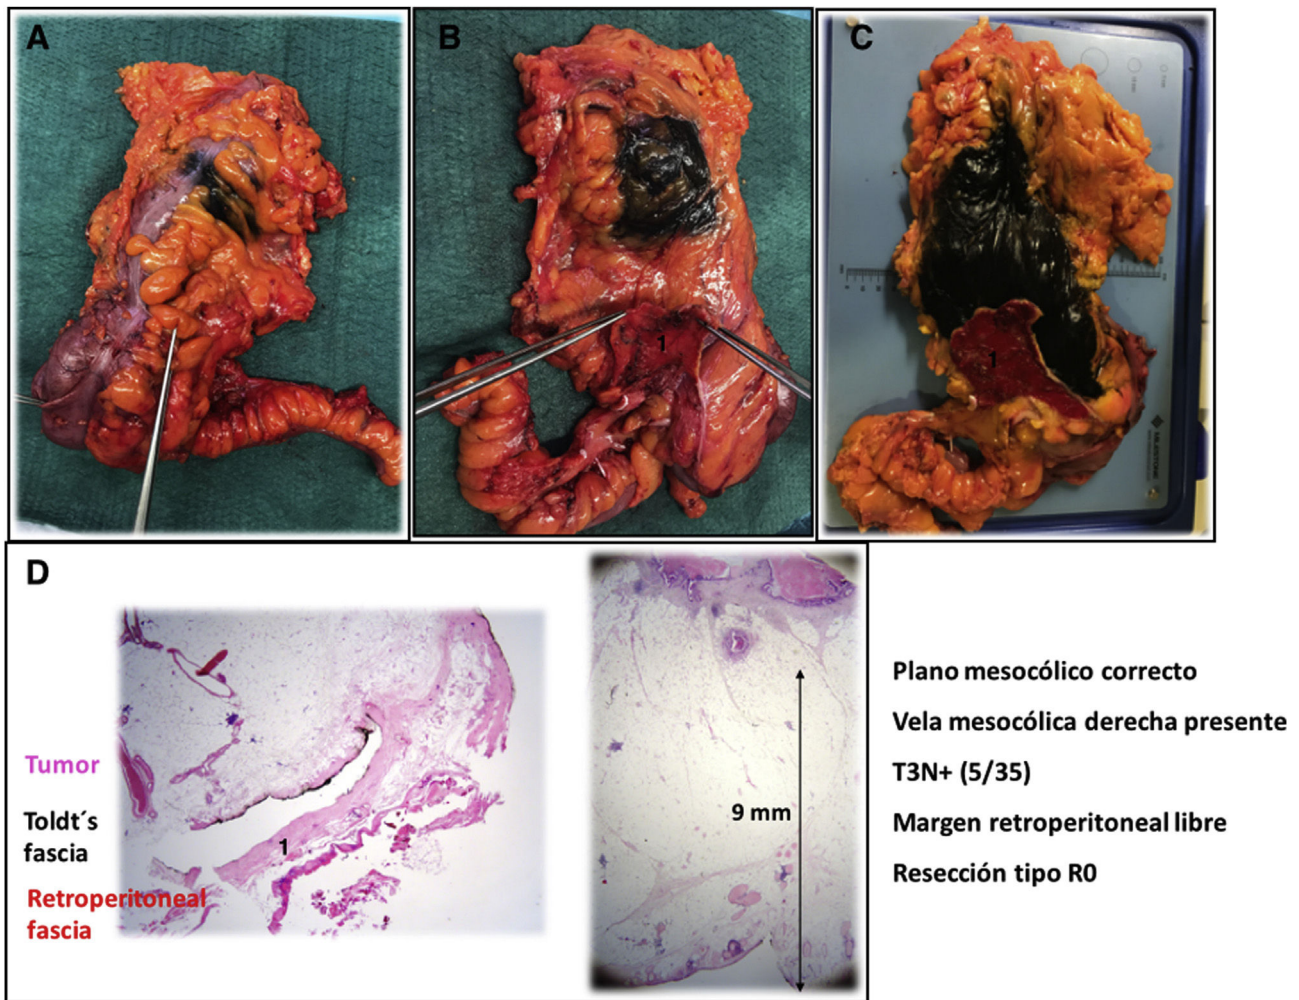 A
B
C
1
1
D
Tumor
Toldt´s
fascia
Retroperitoneal
fascia
1
9 mm
Plano mesocólico correcto
Vela mesocólica derecha presente
T3N+ (5/35)
Margen retroperitoneal libre
Resección tipo R0